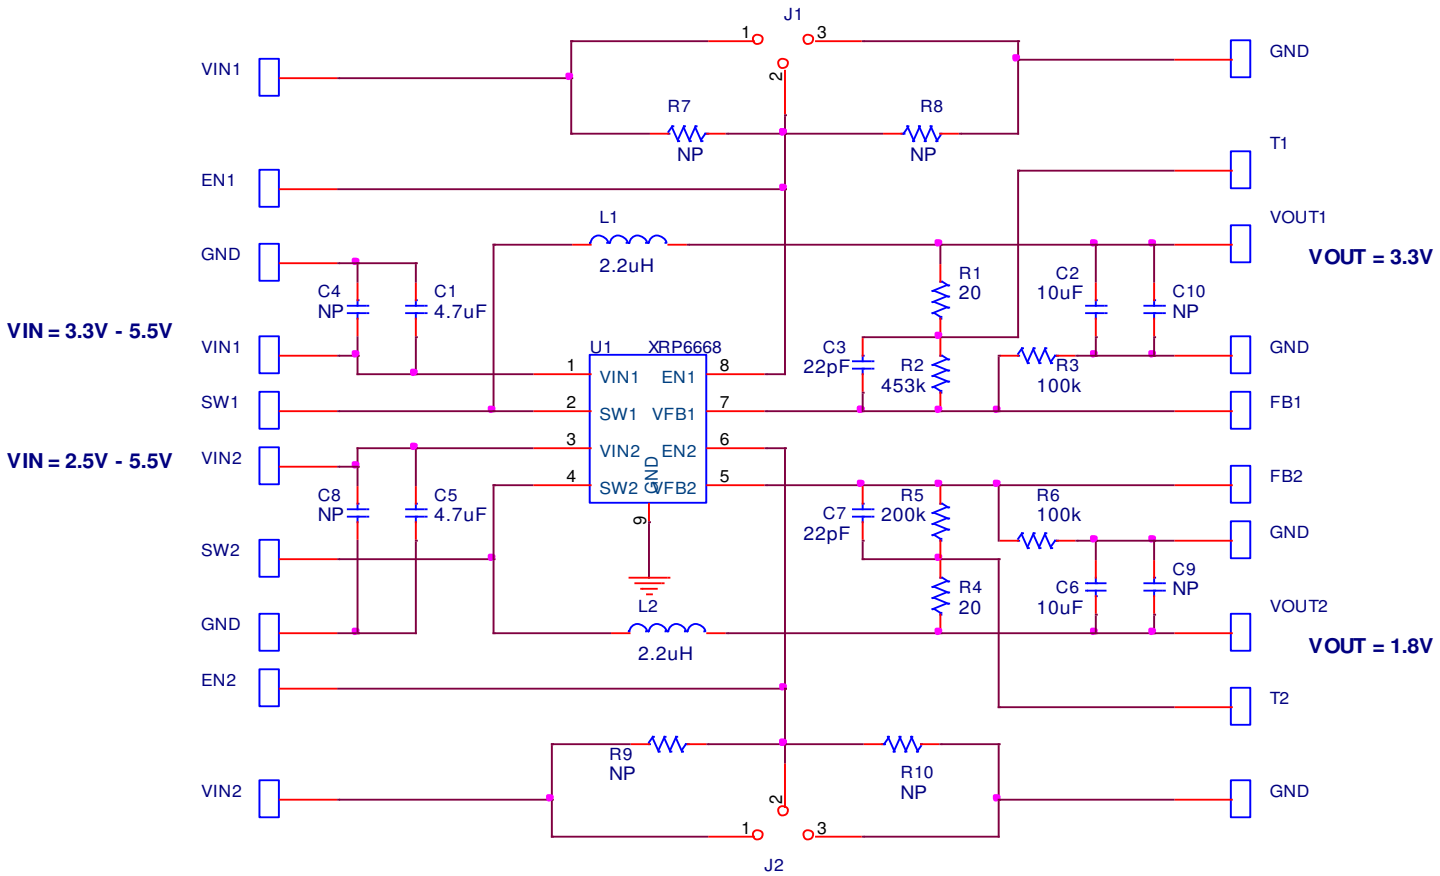 J1
1
3
2
VIN1
GND
R7
NP
R8
NP
T1
EN1
L1
2.2uH
VOUT1
VOUT = 3.3V
GND
C4
NP
C1
4.7uF
R1
20
C2
10uF
C10
NP
VIN = 3.3V - 5.5V
VIN1
U1
XRP6668
C3
22pF
R2
453k
R3
100k
GND
1
VIN1
EN1
8
SW1
2
SW1
VFB1
7
FB1
VIN = 2.5V - 5.5V
VIN2
3
VIN2
EN2
6
4
SW2
GND
VFB2
5
FB2
C8
NP
C5
4.7uF
9
C7
22pF
R5
200k
R6
100k
GND
SW2
L2
2.2uH
R4
20
C6
10uF
C9
NP
GND
VOUT2
VOUT = 1.8V
EN2
T2
R9
NP
R10
NP
VIN2
2
GND
1
3
J2